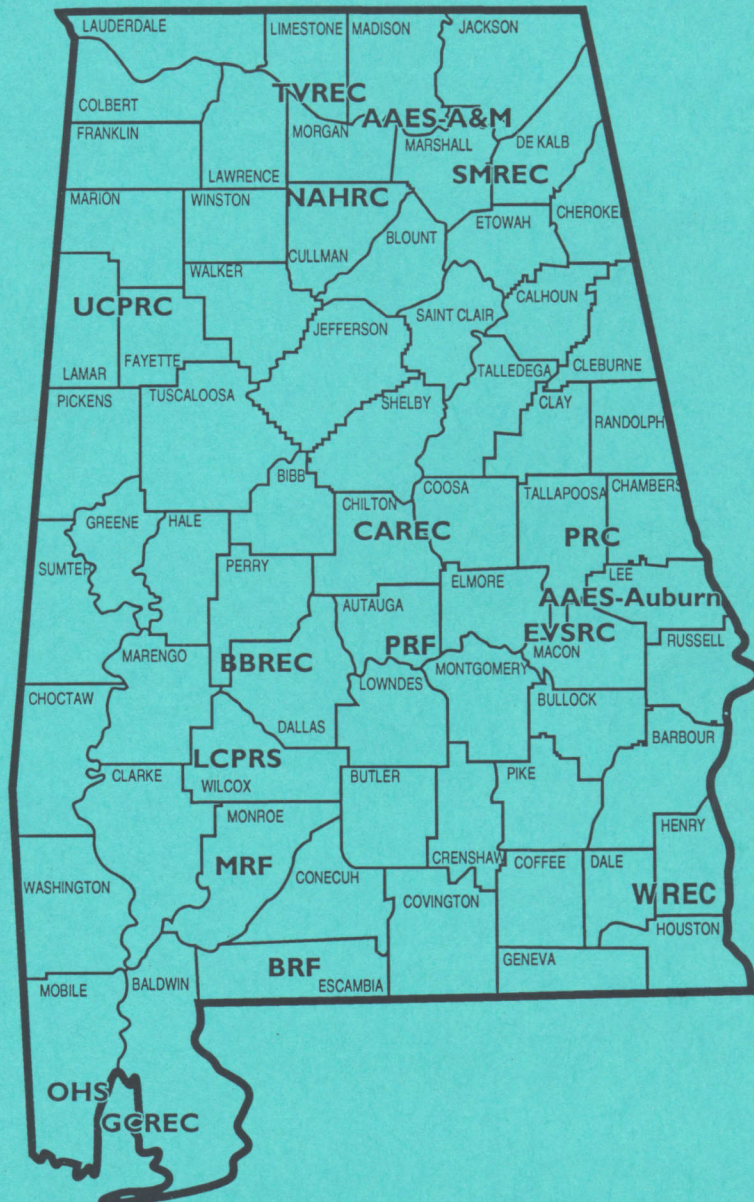 LAUDERDALE
LIMESTONE
MADISON
JACKSON
COLBERT
TVREC
AAES-A&M
FRANKLIN
MORGAN
MARSHALL
DE KALB
LAWRENCE
SMREC
MARION
WINSTON
NAHRC
CHEROKEE
ETOWAH
BLOUNT
CULLMAN
WALKER
UCPRC
CALHOUN
SAINT CLAIR
JEFFERSON
FAYETTE
LAMAR
TALLEDEGA
CLEBURNE
PICKENS
TUSCALOOSA
SHELBY
CLAY
RANDOLPH
BIBB
COOSA
TALLAPOOSA
CHAMBERS
CHILTON
GREENE
HALE
CAREC
PRC
SUMTER
PERRY
ELMORE
LEE
AUTAUGA
AAES-Auburn
EVSRC
MACON
RUSSELL
PRF
MARENGO
BBREC
MONTGOMERY
LOWNDES
CHOCTAW
BULLOCK
DALLAS
BARBOUR
LCPRS
CLARKE
WILCOX
BUTLER
PIKE
MONROE
HENRY
CRENSHAW
COFFEE
DALE
MRF
CONECUH
WASHINGTON
COVINGTON
WREC
HOUSTON
GENEVA
BRF
ESCAMBIA
MOBILE
BALDWIN
OHS
GCREC